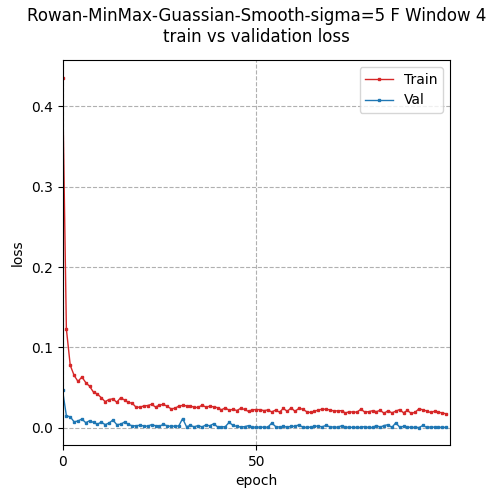 Rowan-MinMax-Guassian-Smooth-sigma=5 F Window 4
train vs validation loss
Train
Val
0.4
0.3
0.2
0.1
0.0
loss
0
50
epoch